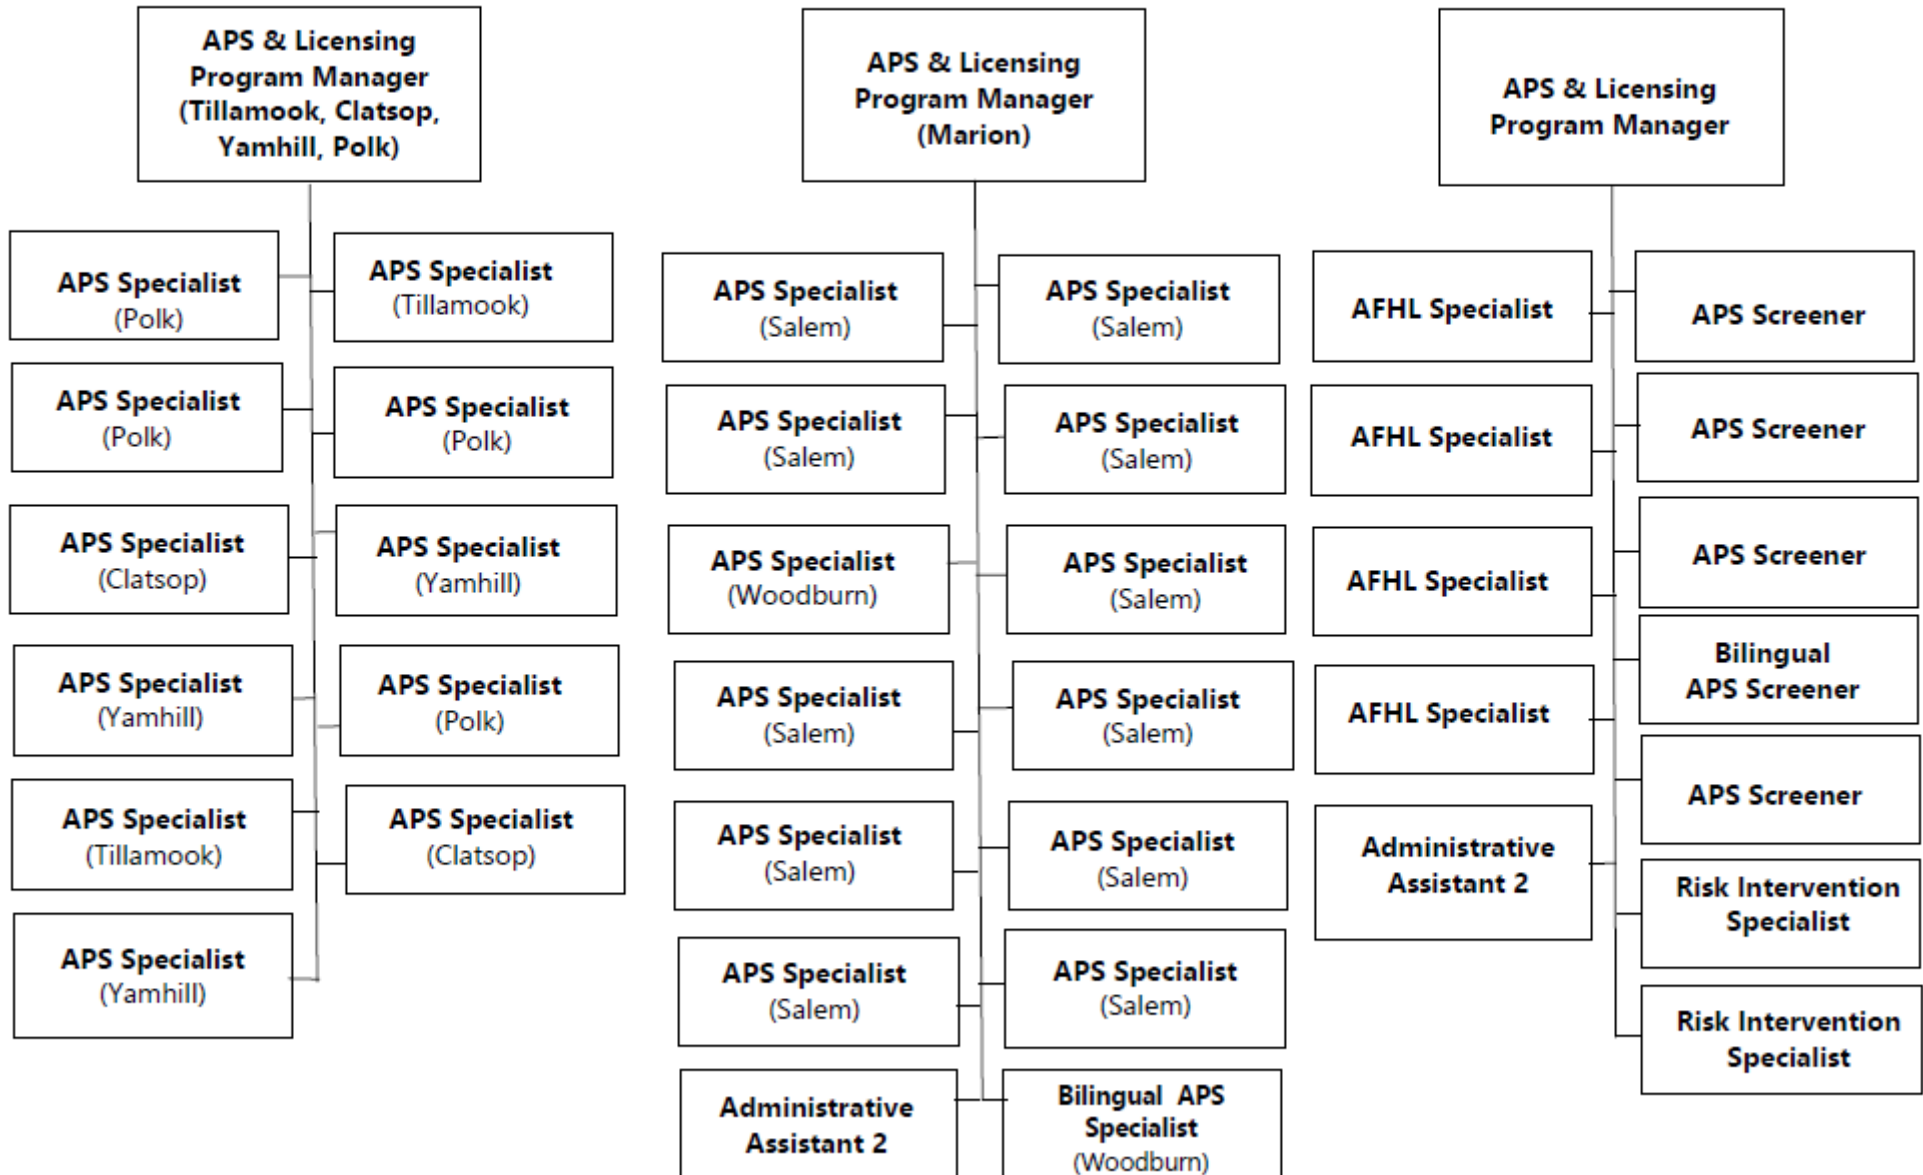 APS & Licensing
Program Manager
(Tillamook, Clatsop,
Yamhill, Polk)
APS Specialist
(Polk)
APS Specialist
(Tillamook)
APS Specialist
(Polk)
APS Specialist
(Polk)
APS Specialist
(Clatsop)
APS Specialist
(Yamhill)
APS Specialist
(Yamhill)
APS Specialist
(Polk)
APS Specialist
(Tillamook)
APS Specialist
(Clatsop)
APS Specialist
(Yamhill)
APS & Licensing
Program Manager
(Marion)
APS Specialist
(Salem)
APS Specialist
(Salem)
APS Specialist
(Salem)
APS Specialist
(Salem)
APS Specialist
(Woodburn)
APS Specialist
(Salem)
APS Specialist
(Salem)
APS Specialist
(Salem)
APS Specialist
(Salem)
APS Specialist
(Salem)
APS Specialist
(Salem)
APS Specialist
(Salem)
Administrative
Assistant 2
Bilingual APS
Specialist
(Woodburn)
APS & Licensing
Program Manager
AFHL Specialist
APS Screener
AFHL Specialist
APS Screener
AFHL Specialist
APS Screener
Bilingual
APS Screener
AFHL Specialist
APS Screener
Administrative
Assistant 2
Risk Intervention
Specialist
Risk Intervention
Specialist